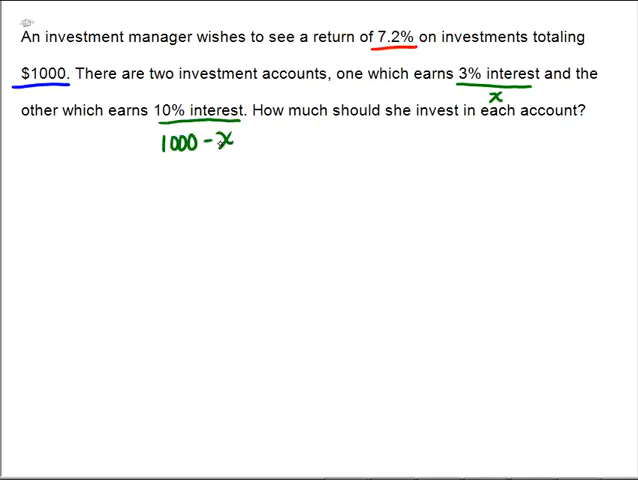 An investment manager wishes to see a return of 7.2% on investments totaling
$1000. There are two investment accounts, one which earns 3% interest and the
x
other which earns 10% interest. How much should she invest in each account?
1000 - x